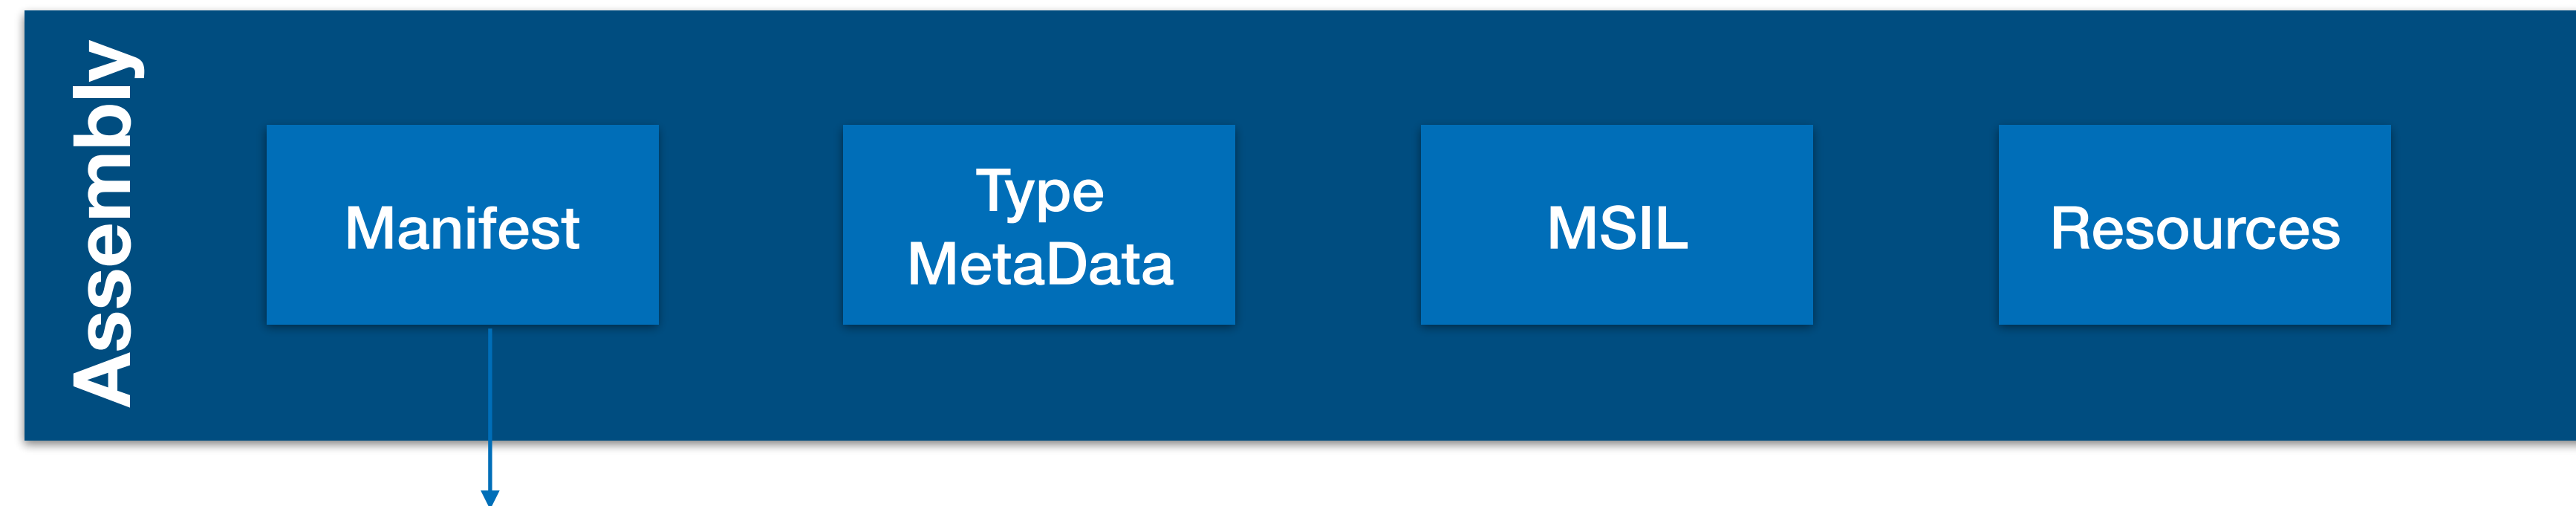 Assembly
Manifest
Type
MetaData
MSIL
Resources